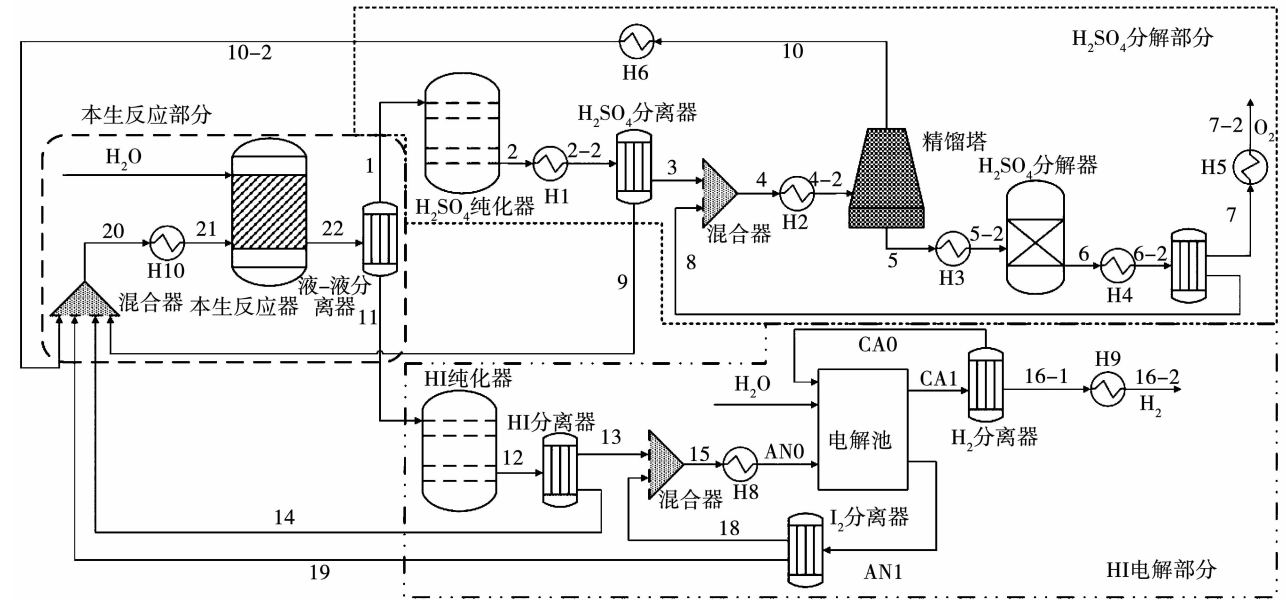 10-2
H6
10
H₂SO₄分解部分
本生反应部分
H₂SO₄分离器
7-2
O₂
H₂O
1
2
2-2
H1
3
4
4-2
精馏塔
H₂SO₄分解器
H5
H₂SO₄纯化器
混合器
H2
7
20
21
22
H10
8
5
5-2
H3
6
6-2
H4
混合器
本生反应器
液-液分
离器
9
11
CA0
HI纯化器
H₂O
CA1
16-1
H9
16-2
H₂
HI分离器
13
电解池
H₂分离器
12
15
AN0
混合器
H8
14
18
I₂分离器
19
AN1
HI电解部分